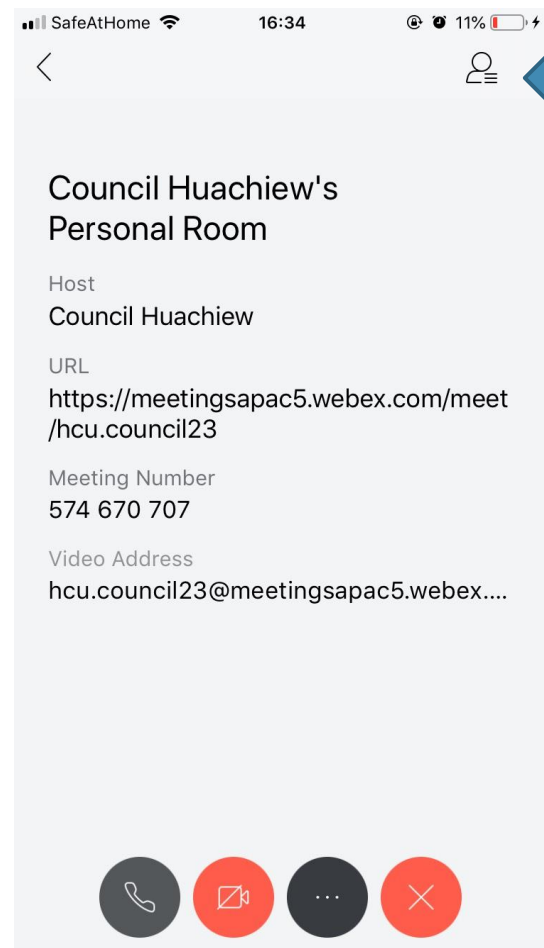 SafeAtHome 16:34 11%
Council Huachiew's
Personal Room
Host
Council Huachiew
URL
https://meetingsapac5.webex.com/meet
/hcu.council23
Meeting Number
574 670 707
Video Address
hcu.council23@meetingsapac5.webex....